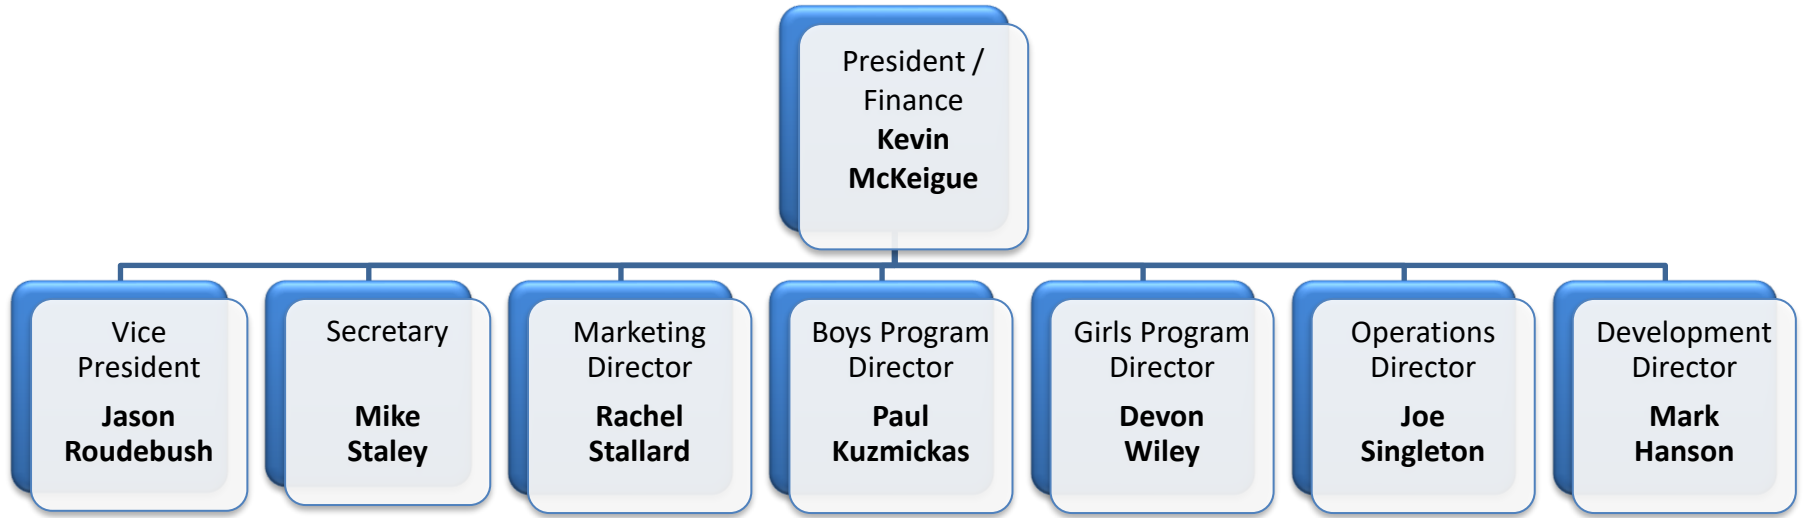 President /
Finance
Kevin
McKeigue
Vice
President
Jason
Roudebush
Secretary
Mike
Staley
Marketing
Director
Rachel
Stallard
Boys Program
Director
Paul
Kuzmickas
Girls Program
Director
Devon
Wiley
Operations
Director
Joe
Singleton
Development
Director
Mark
Hanson